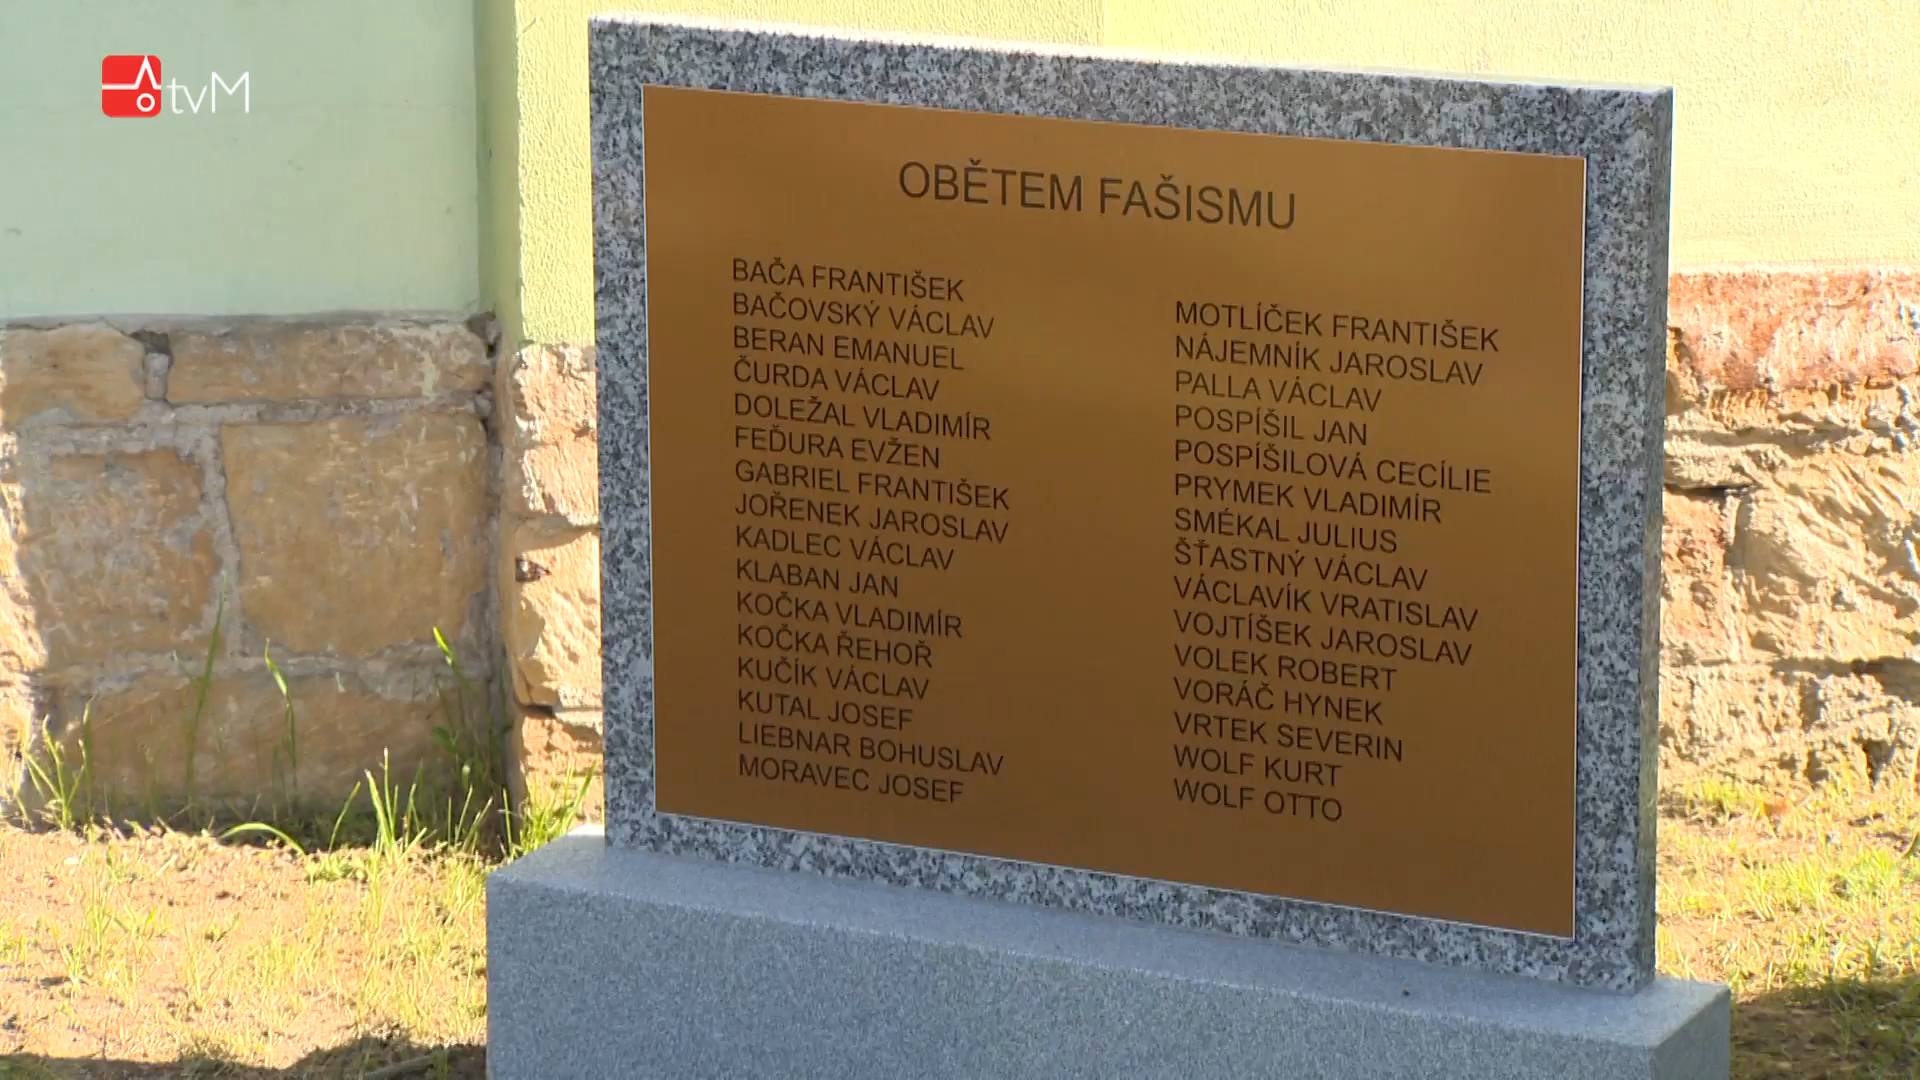 tvM
OBĚTEM FAŠISMU
BAČA FRANTIŠEK
BAČOVSKÝ VÁCLAV
BERAN EMANUEL
ČURDA VÁCLAV
DOLEŽAL VLADIMÍR
FEĎURA EVŽEN
GABRIEL FRANTIŠEK
JOŘENEK JAROSLAV
KADLEC VÁCLAV
KLABAN JAN
KOČKA VLADIMÍR
KOČKA ŘEHOŘ
KUČÍK VÁCLAV
KUTAL JOSEF
LIEBNAR BOHUSLAV
MORAVEC JOSEF
MOTLÍČEK FRANTIŠEK
NÁJEMNÍK JAROSLAV
PALLA VÁCLAV
POSPÍŠIL JAN
POSPÍŠILOVÁ CECÍLIE
PRYMEK VLADIMÍR
SMÉKAL JULIUS
ŠŤASTNÝ VÁCLAV
VÁCLAVÍK VRATISLAV
VOJTÍŠEK JAROSLAV
VOLEK ROBERT
VORÁČ HYNEK
VRTEK SEVERIN
WOLF KURT
WOLF OTTO